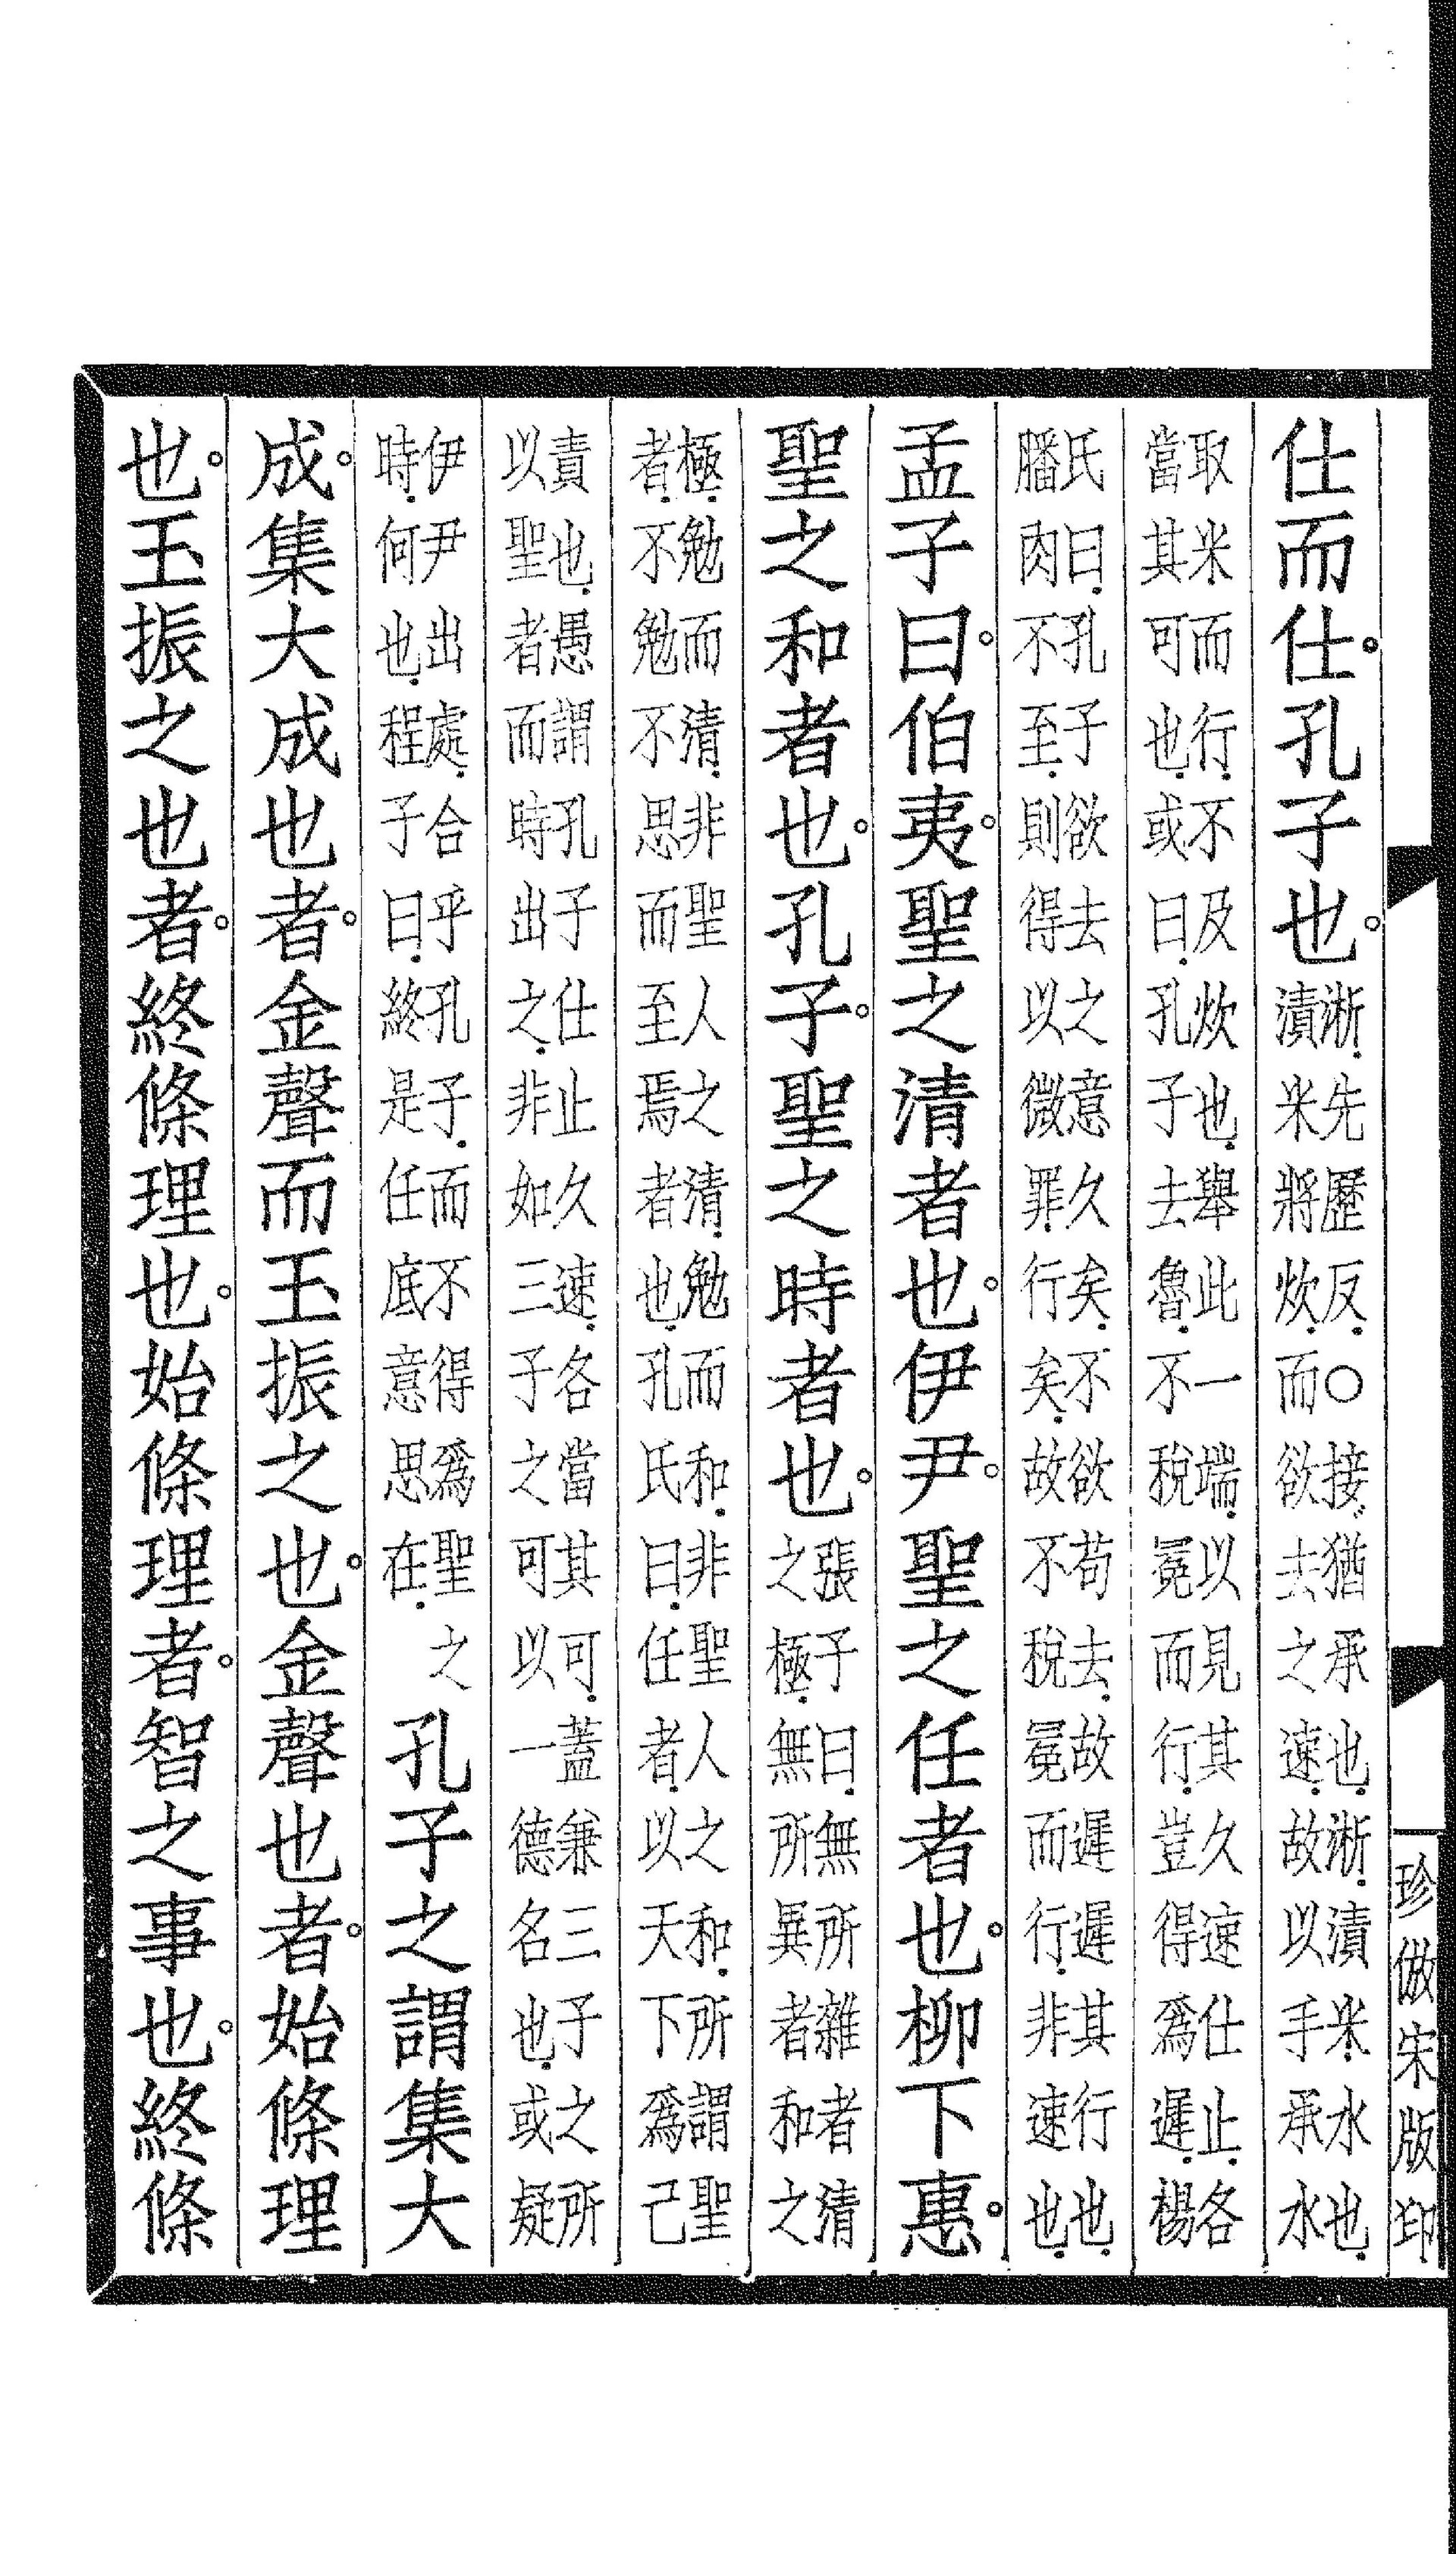 珍倣宋版印
仕而仕。孔子也。
淅.先歷反.○接.猶承也.淅.漬米.水也.
漬米將炊.而欲去之速.故以手承水
取米.而行.不及炊也.舉此一端.以見其久速仕止.各
當其可也.或曰.孔子去魯.不稅冕而行.豈得爲遲.楊
氏曰.孔子欲去之意久矣.不欲苟去.故遲遲其行也.
膰肉不至.則得以微罪.行矣.故不稅冕而行.非速也.
孟子曰。伯夷。聖之清者也。伊尹。聖之任者也。柳下惠。
聖之和者也。孔子。聖之時者也。
張子曰.無所雜者清
之極.無所異者和之
極.勉而清.非聖人之清.勉而和.非聖人之和.所謂聖
者.不勉不思而至焉者也.孔氏曰.任者.以天下爲己
責也.愚謂孔子仕止久速.各當其可.蓋兼三子之所
以聖者而時出之.非如三子之可以一德名也.或疑
伊尹出處.合乎孔子.而不得爲聖之
時.何也.程子曰.終是任底意思在.
孔子之謂集大
成。集大成也者。金聲而玉振之也。金聲也者。始條理
也。玉振之也者。終條理也。始條理者。智之事也。終條